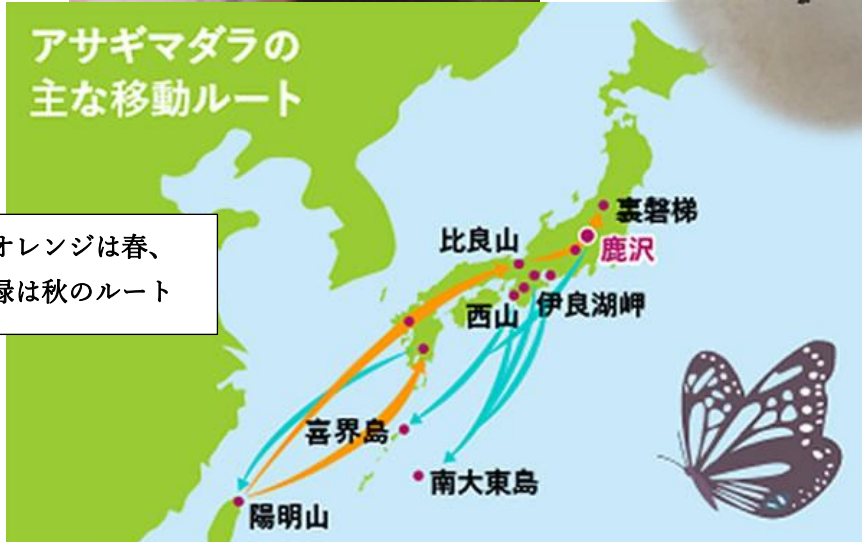 アサギマダラの
主な移動ルート
オレンジは春、
緑は秋のルート
裏磐梯
比良山
鹿沢
西山
伊良湖岬
喜界島
南大東島
陽明山